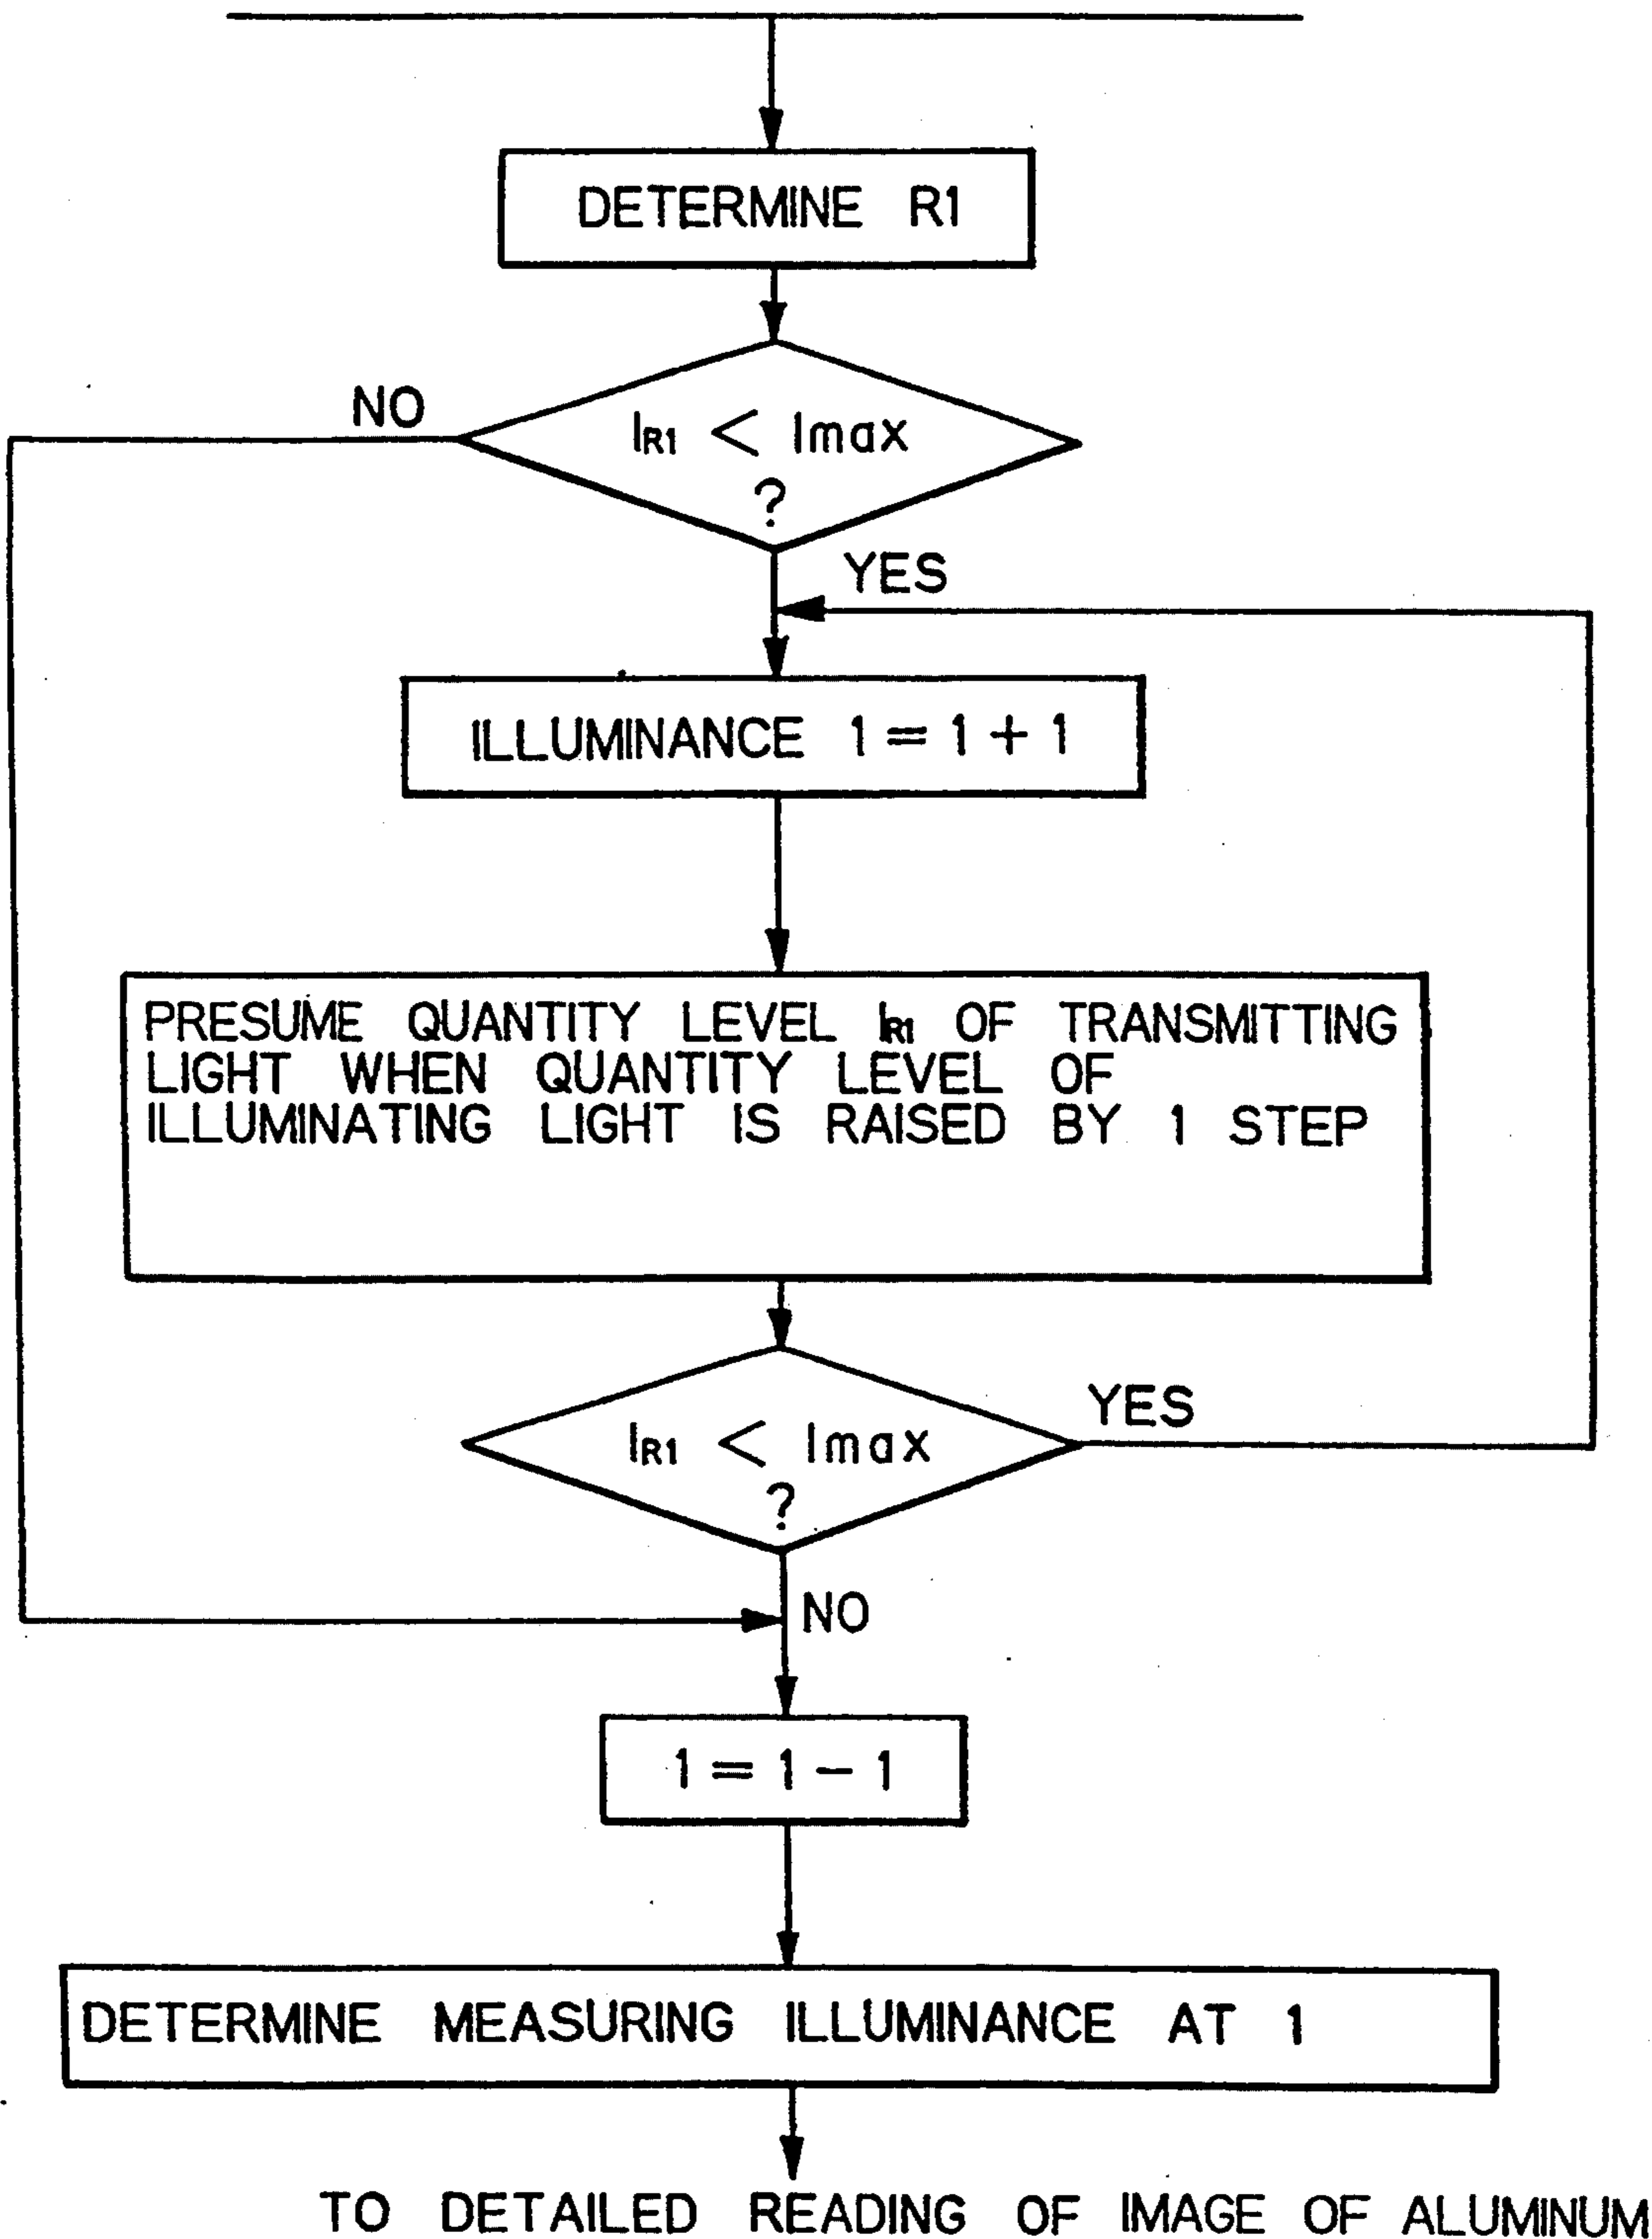 DETERMINE R1
NO
IR1 < Imax
?
YES
ILLUMINANCE 1 = 1 + 1
PRESUME QUANTITY LEVEL IR1 OF TRANSMITTING
LIGHT WHEN QUANTITY LEVEL OF
ILLUMINATING LIGHT IS RAISED BY 1 STEP
YES
IR1 < Imax
?
NO
1 = 1 - 1
DETERMINE MEASURING ILLUMINANCE AT 1
TO DETAILED READING OF IMAGE OF ALUMINUM